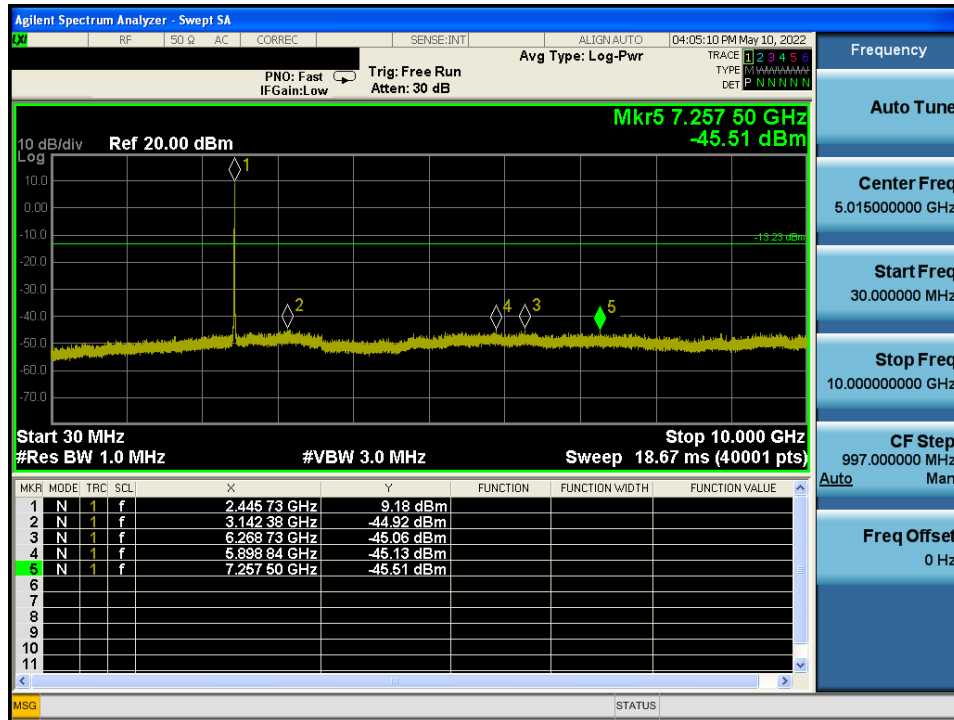 Agilent Spectrum Analyzer - Swept SA
LXI RF 50 Ω AC CORREC SENSE:INT ALIGN AUTO 04:05:10 PM May 10, 2022
Frequency
PNO: Fast Trig: Free Run Avg Type: Log-Pwr TRACE 1 2 3 4 5 6
IFGain:Low Atten: 30 dB TYPE M W W W W W
DET P N N N N N
Auto Tune
Mkr5 7.257 50 GHz
-45.51 dBm
10 dB/div Ref 20.00 dBm
Log
10.0
0.00
-10.0
-20.0
-30.0
-40.0
-50.0
-60.0
-70.0
1
-13.23 dBm
2
4
3
5
Start 30 MHz Stop 10.000 GHz
#Res BW 1.0 MHz #VBW 3.0 MHz Sweep 18.67 ms (40001 pts)
Center Freq
5.015000000 GHz
Start Freq
30.000000 MHz
Stop Freq
10.000000000 GHz
CF Step
997.000000 MHz
Auto Man
Freq Offset
0 Hz
MKR MODE TRC SCL X Y FUNCTION FUNCTION WIDTH FUNCTION VALUE
1 N 1 f 2.445 73 GHz 9.18 dBm
2 N 1 f 3.142 38 GHz -44.92 dBm
3 N 1 f 6.268 73 GHz -45.06 dBm
4 N 1 f 5.898 84 GHz -45.13 dBm
5 N 1 f 7.257 50 GHz -45.51 dBm
6
7
8
9
10
11
MSG STATUS